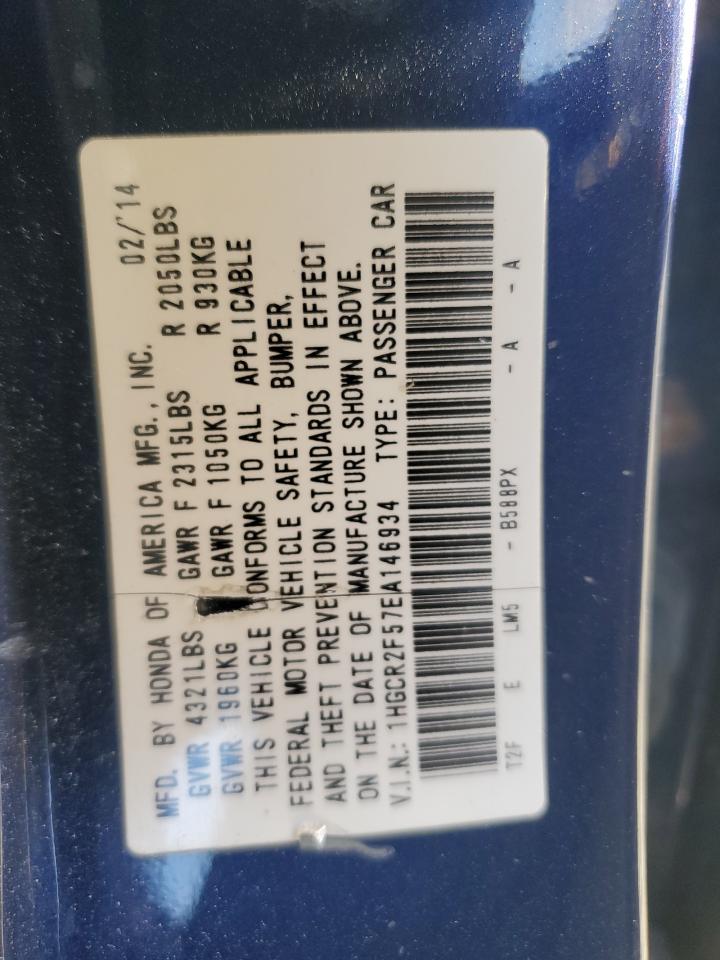 MFD. BY HONDA OF AMERICA MFG., INC. 02/'14
GVWR 4321LBS GAWR F 2315LBS R 2050LBS
GVWR 1960KG GAWR F 1050KG R 930KG
THIS VEHICLE CONFORMS TO ALL APPLICABLE
FEDERAL MOTOR VEHICLE SAFETY, BUMPER,
AND THEFT PREVENTION STANDARDS IN EFFECT
ON THE DATE OF MANUFACTURE SHOWN ABOVE.
V.I.N.: 1HGCR2F57EA146934 TYPE: PASSENGER CAR
T2F E LM5 - B588PX - A - A